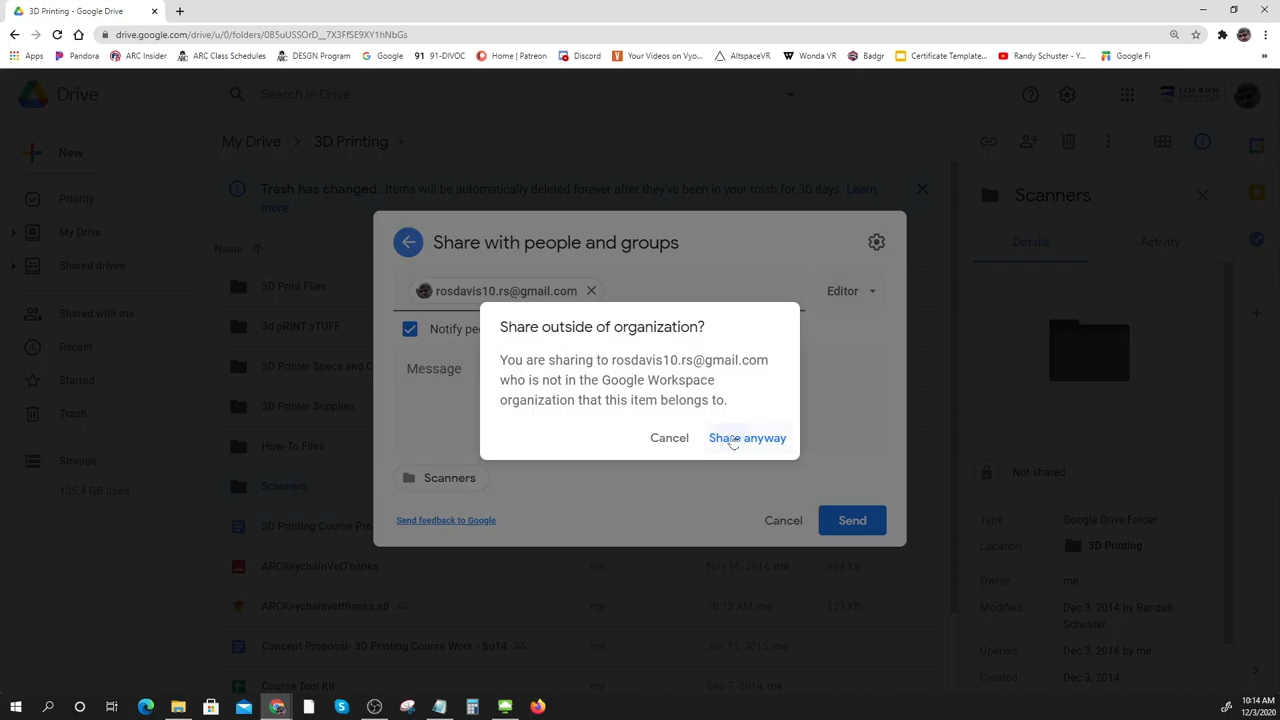 3D Printing - Google Drive
drive.google.com/drive/u/0/folders/0B5uUSSOrD__7X3FfSE9XY1hNbGs
Apps
Pandora
ARC Insider
ARC Class Schedules
DESGN Program
Google
91-DIVOC
Home | Patreon
Discord
Your Videos on Vyo...
AltspaceVR
Wonda VR
Badgr
Certificate Template...
Randy Schuster - Y...
Google Fi
Drive
Search in Drive
LOS RIOS
My Drive
3D Printing
New
Trash has changed. Items will be automatically deleted forever after they've been in your trash for 30 days. Learn
more
Scanners
Priority
My Drive
Shared drives
Shared with me
Recent
Starred
Trash
Storage
135.4 GB used
Name
3D Print Files
3d pRINT sTUFF
3D Printer Specs and C
3D Printer Supplies
How-To Files
Scanners
3D Printing Course Pro
ARCKeychainVetThanks
me
Nov 16, 2014 me
994 KB
ARCKeychainvetthanks.stl
me
10:13 AM me
123 KB
Concept Proposal- 3D Printing Course Work - Su14
me
Jun 11, 2015 me
—
Course Tool Kit
me
Sep 7, 2014 me
—
Share with people and groups
rosdavis10.rs@gmail.com
Editor
Notify pe
Message
Scanners
Send feedback to Google
Cancel
Send
Share outside of organization?
You are sharing to rosdavis10.rs@gmail.com
who is not in the Google Workspace
organization that this item belongs to.
Cancel
Share anyway
Details
Activity
Not shared
Type
Google Drive Folder
Location
3D Printing
Owner
me
Modified
Dec 3, 2014 by Randall
Schuster
Opened
Dec 3, 2014 by me
Created
Dec 3, 2014
10:14 AM
12/3/2020